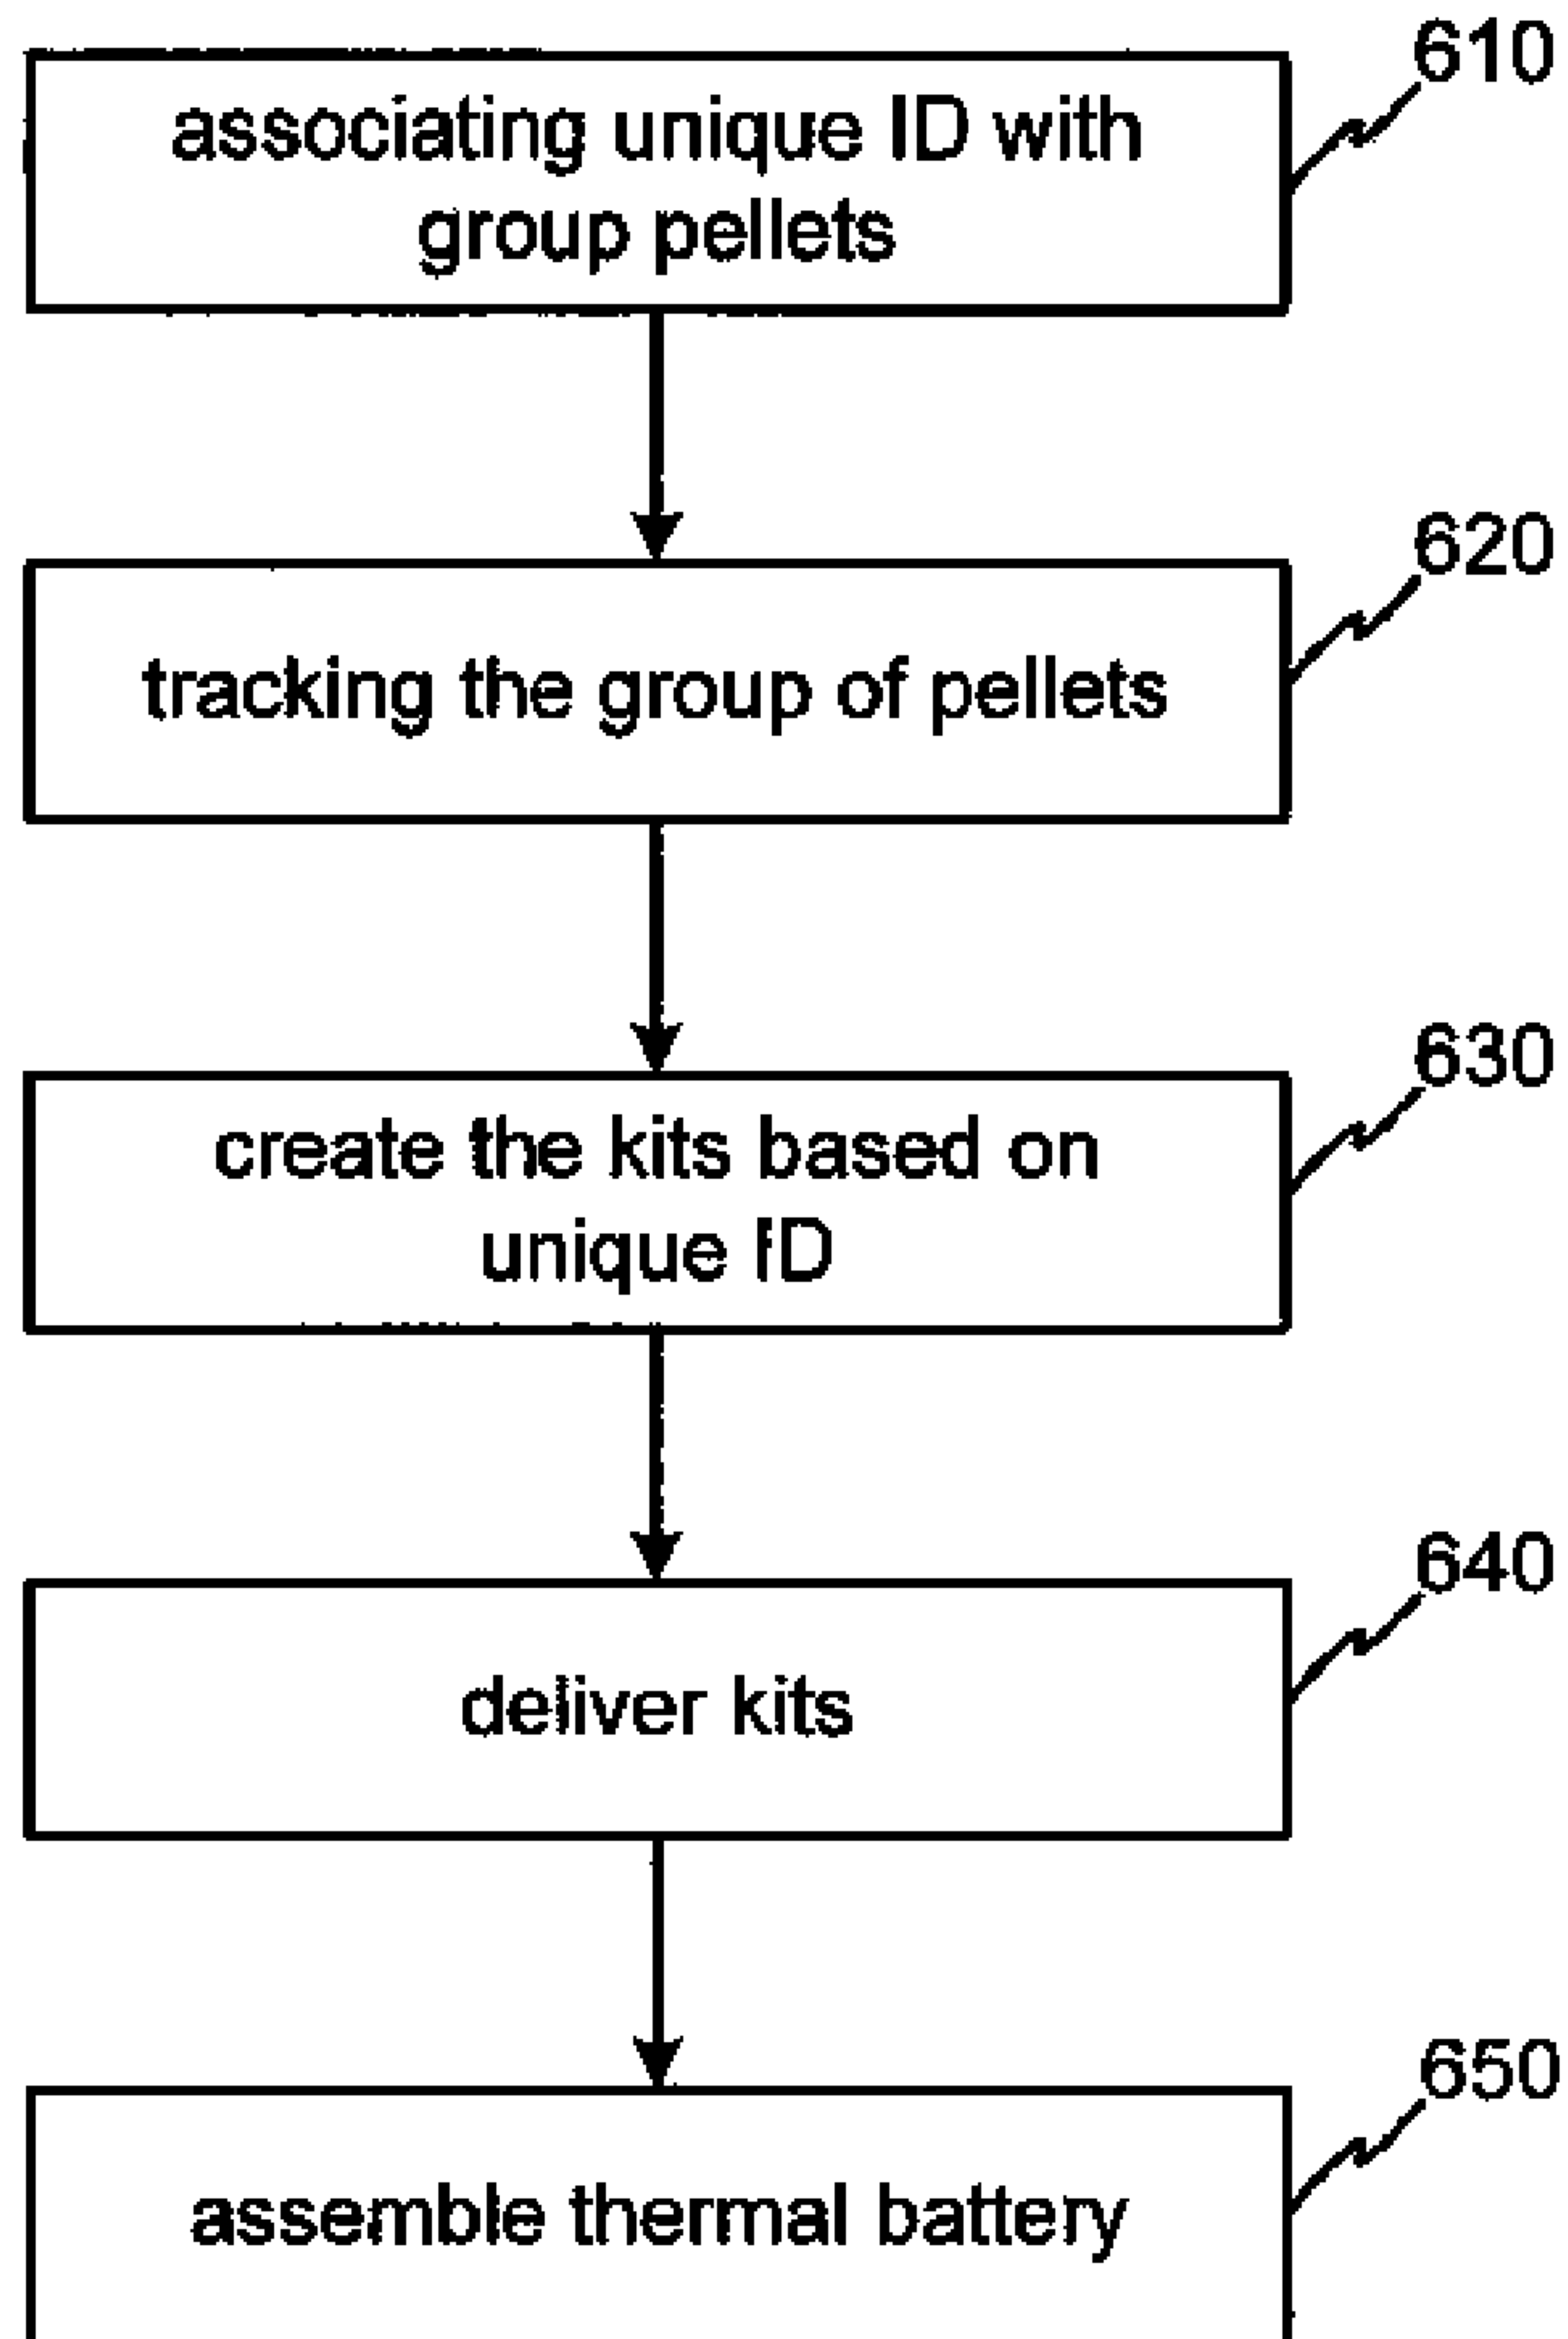 610
associating unique ID with
group pellets
620
tracking the group of pellets
630
create the kits based on
unique ID
640
deliver kits
650
assemble thermal battery